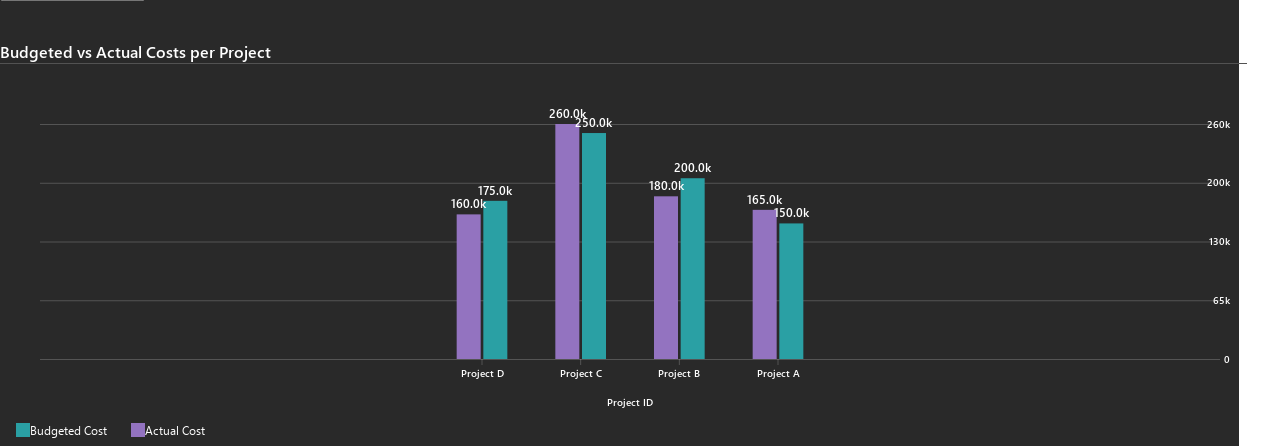 Budgeted vs Actual Costs per Project
260.0k
250.0k
260k
200.0k
200k
180.0k
175.0k
160.0k
165.0k
150.0k
130k
65k
0
Project D
Project C
Project B
Project A
Project ID
Budgeted Cost
Actual Cost